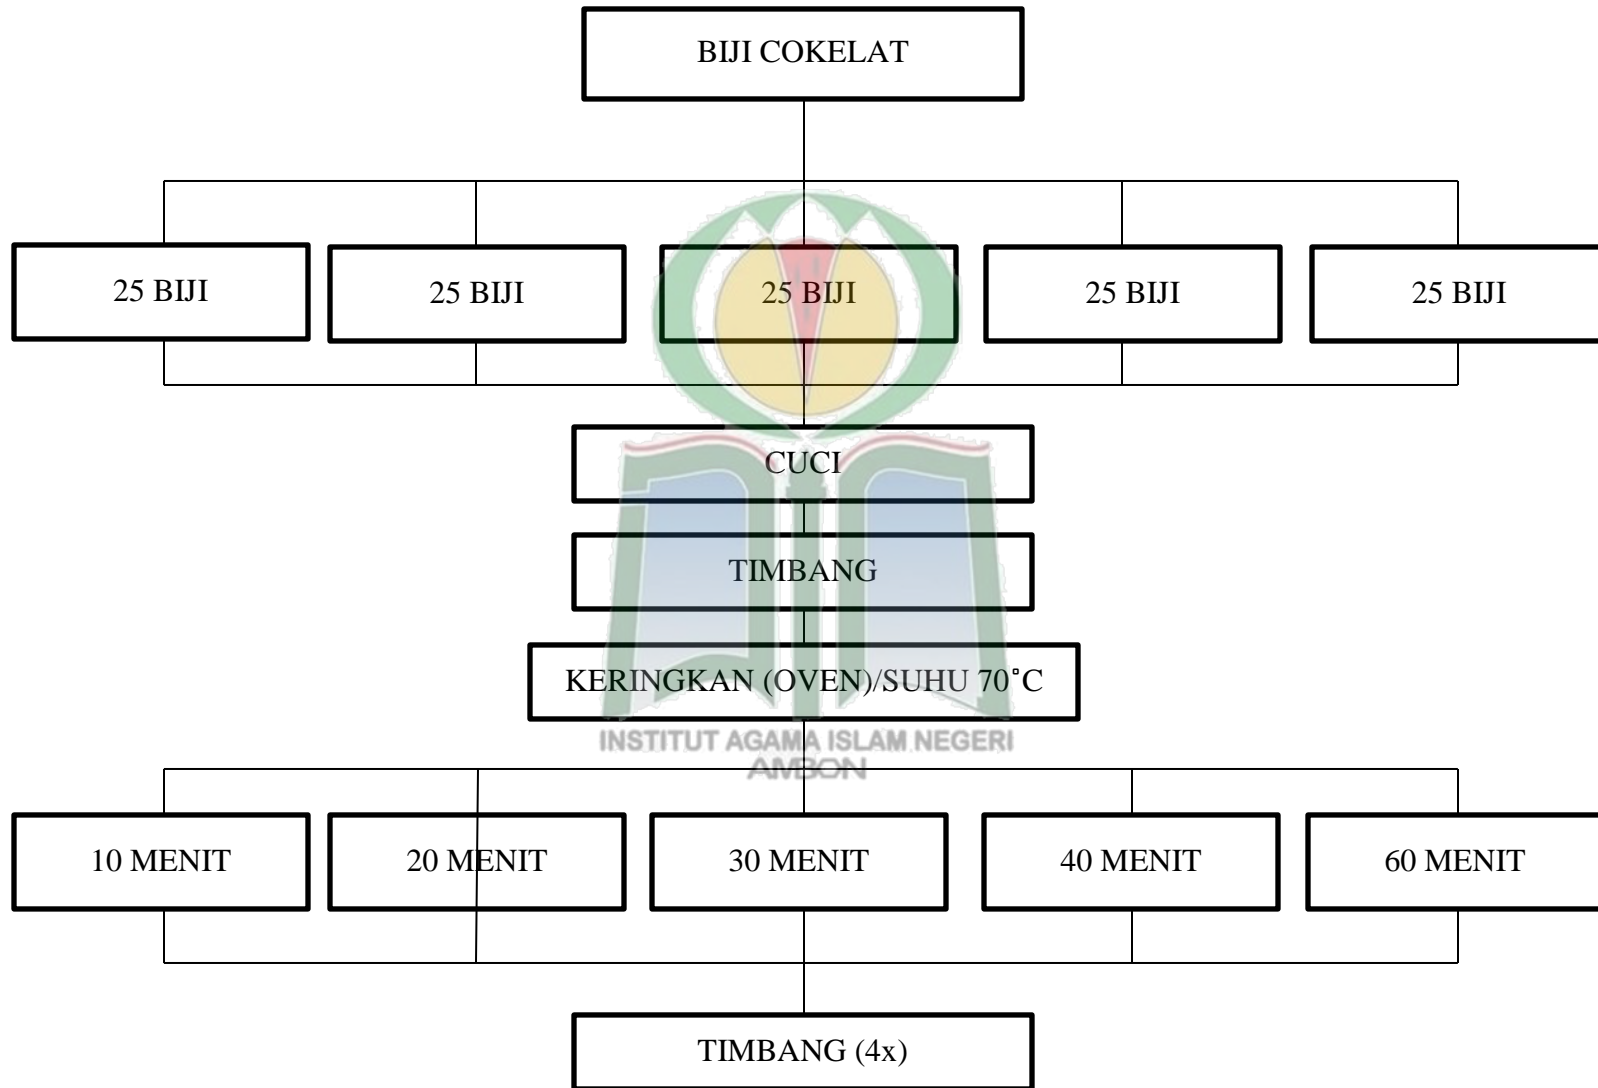 BIJI COKELAT
25 BIJI
25 BIJI
25 BIJI
25 BIJI
25 BIJI
CUCI
TIMBANG
KERINGKAN (OVEN)/SUHU 70˚C
INSTITUT AGAMA ISLAM NEGERI
AMBON
10 MENIT
20 MENIT
30 MENIT
40 MENIT
60 MENIT
TIMBANG (4x)